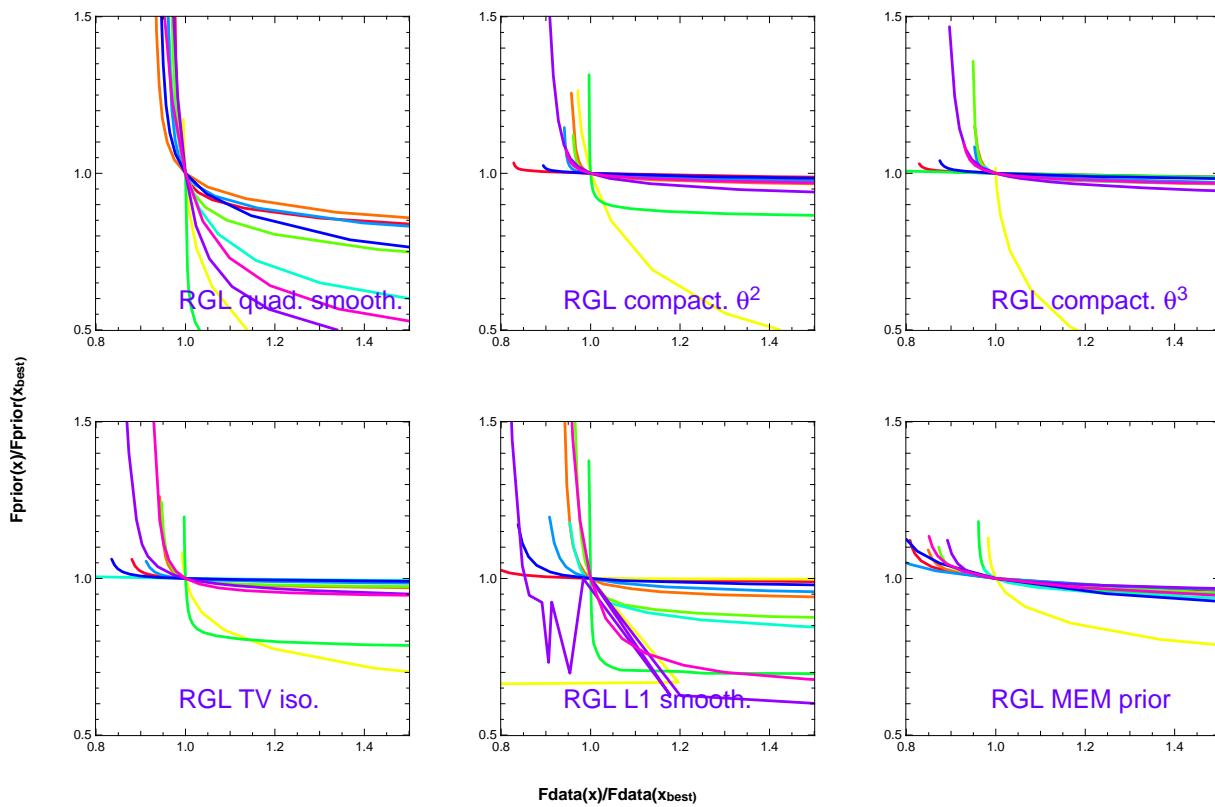 1.5
1.0
0.5
0.8 1.0 1.2 1.4
RGL quad. smooth.
1.5
1.0
0.5
0.8 1.0 1.2 1.4
RGL compact. θ²
1.5
1.0
0.5
0.8 1.0 1.2 1.4
RGL compact. θ³
Fprior(x)/Fprior(xbest)
1.5
1.0
0.5
0.8 1.0 1.2 1.4
RGL TV iso.
1.5
1.0
0.5
0.8 1.0 1.2 1.4
RGL L1 smooth.
1.5
1.0
0.5
0.8 1.0 1.2 1.4
RGL MEM prior
Fdata(x)/Fdata(xbest)